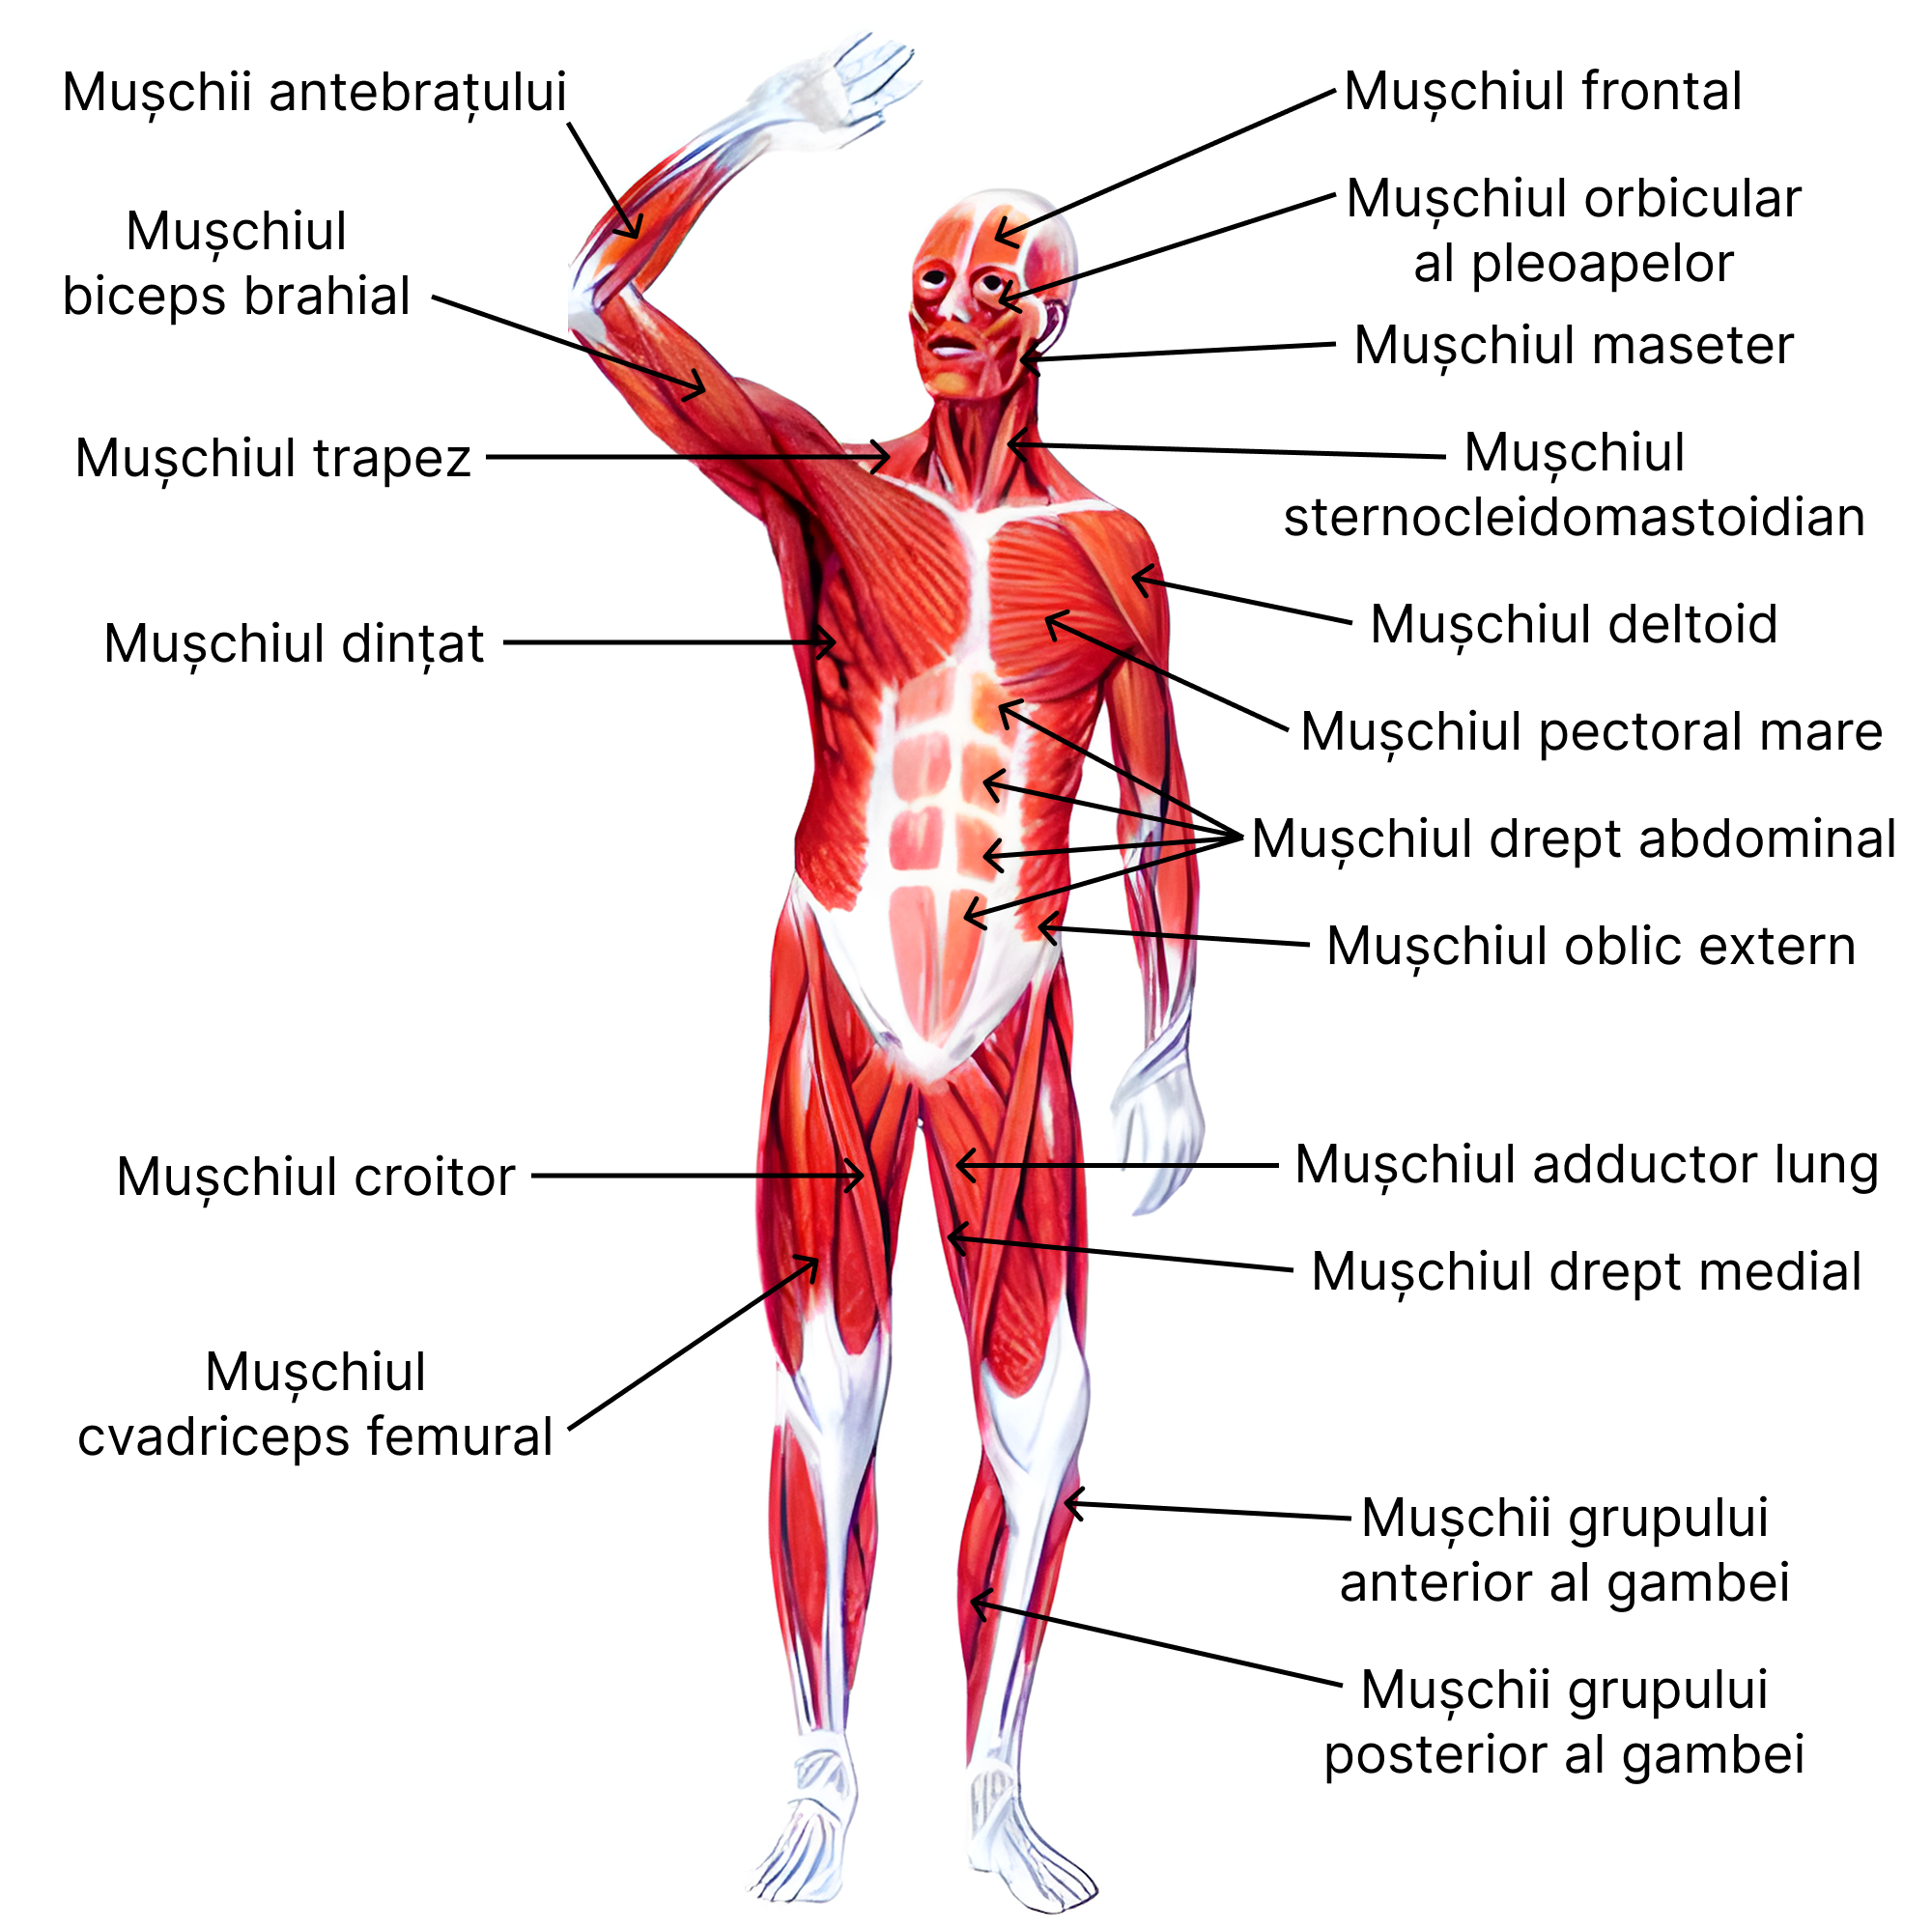 Mușchii antebrațului
Mușchiul
biceps brahial
Mușchiul trapez
Mușchiul dințat
Mușchiul croitor
Mușchiul
cvadriceps femural
Mușchiul frontal
Mușchiul orbicular
al pleoapelor
Mușchiul maseter
Mușchiul
sternocleidomastoidian
Mușchiul deltoid
Mușchiul pectoral mare
Mușchiul drept abdominal
Mușchiul oblic extern
Mușchiul adductor lung
Mușchiul drept medial
Mușchii grupului
anterior al gambei
Mușchii grupului
posterior al gambei